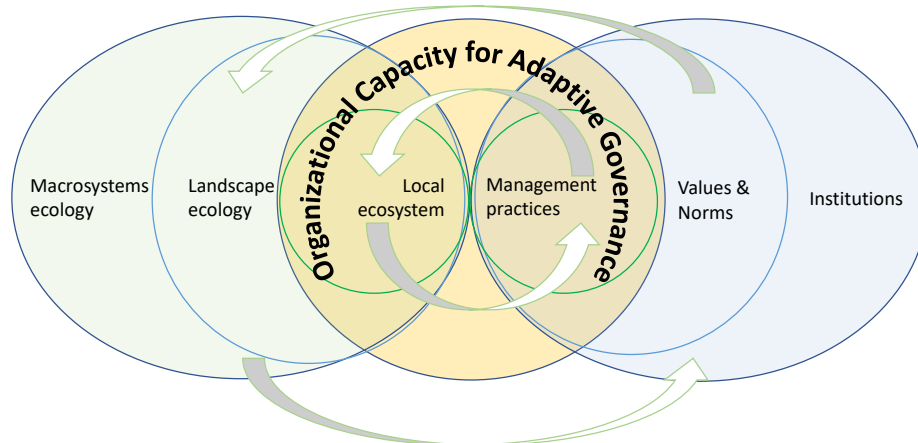 Organizational Capacity for Adaptive Governance
Macrosystems
ecology
Landscape
ecology
Local
ecosystem
Management
practices
Values &
Norms
Institutions